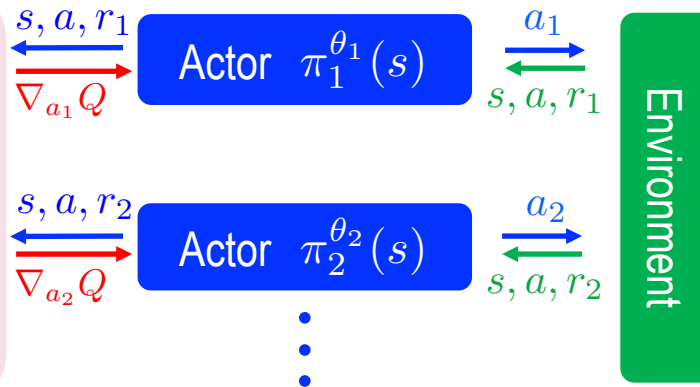 s, a, r₁
Actor π₁^θ₁(s)
a₁
∇ₐ₁Q
s, a, r₁
Environment
s, a, r₂
Actor π₂^θ₂(s)
a₂
∇ₐ₂Q
s, a, r₂